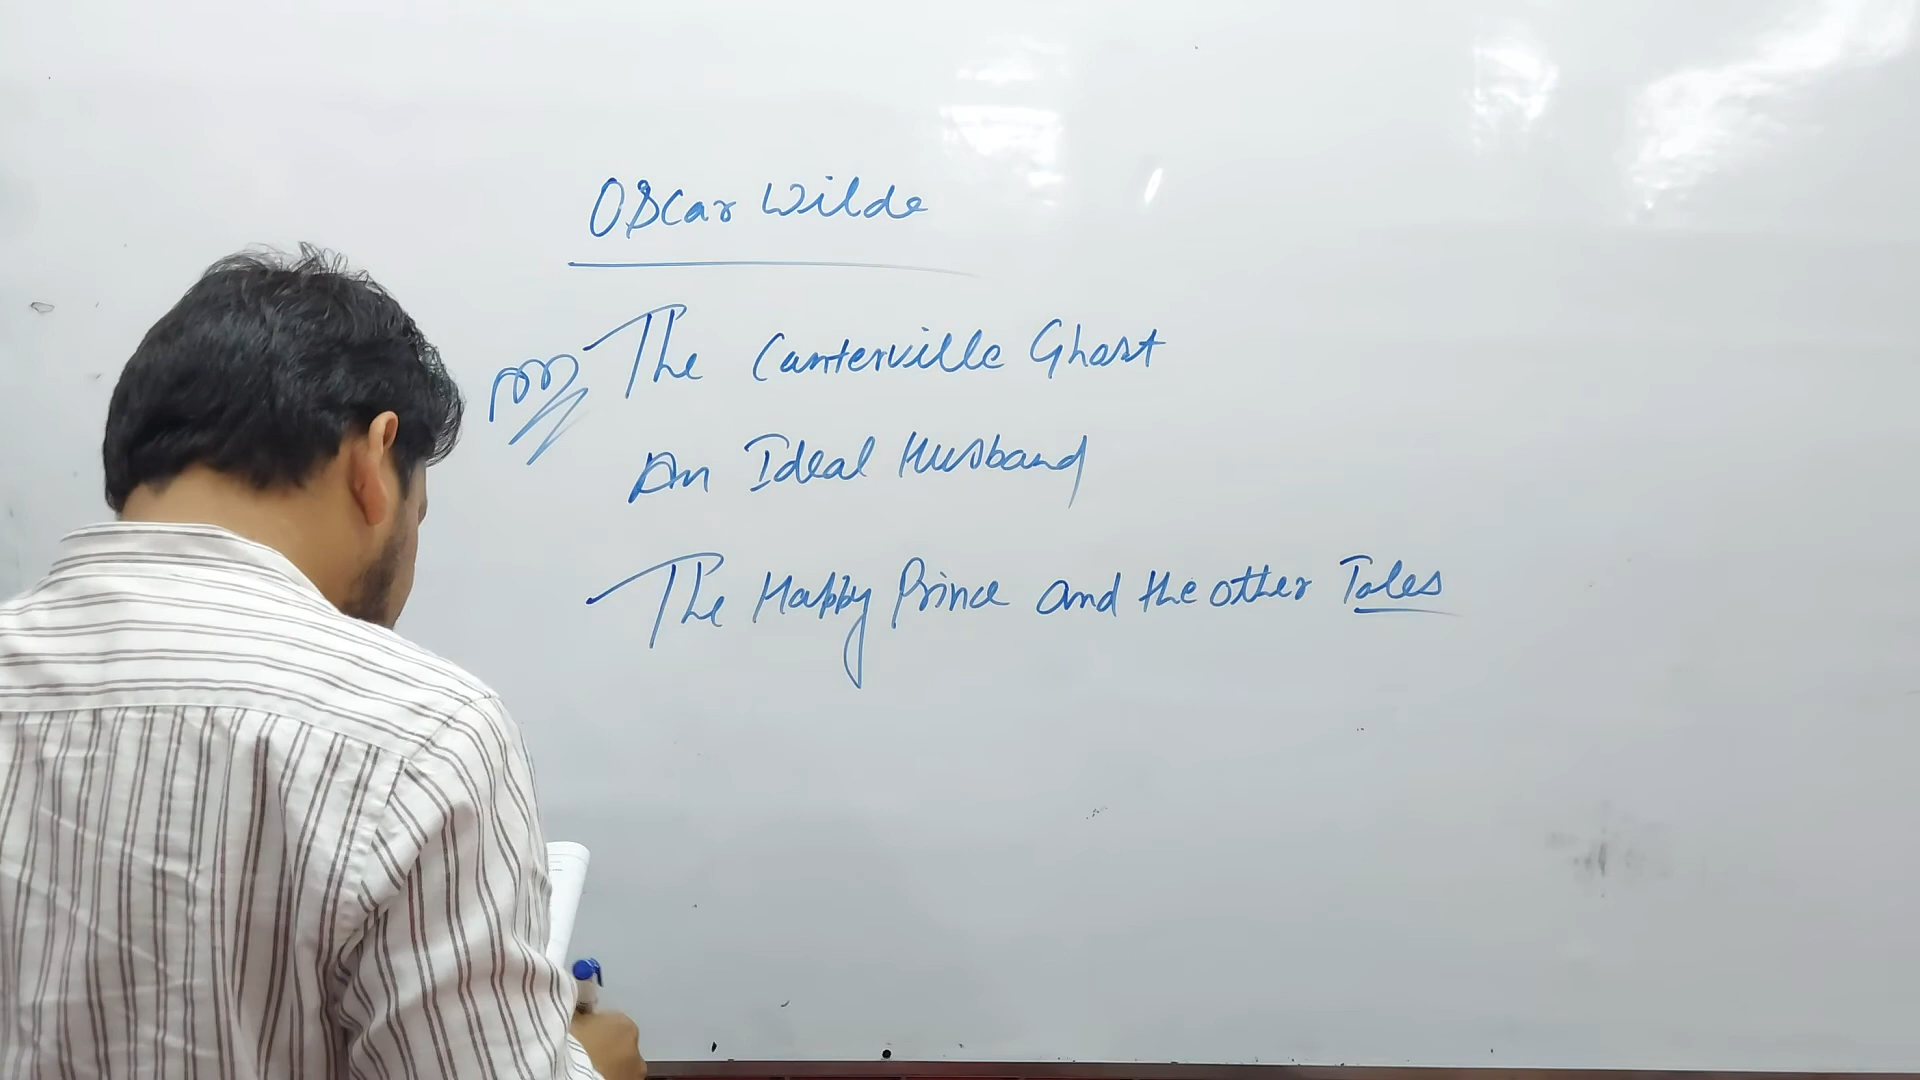 Oscar Wilde
The Canterville Ghost
An Ideal Husband
The Happy Prince and the other Tales